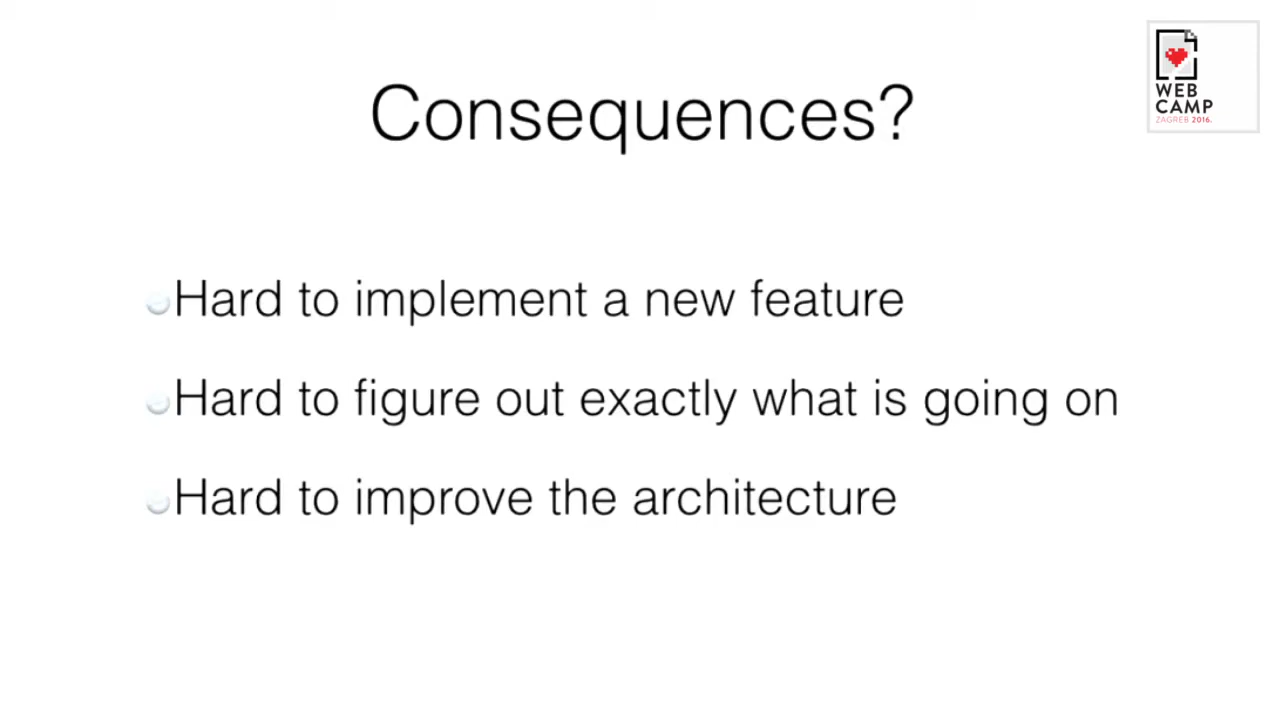 Consequences?
WEB
CAMP
ZAGREB 2016.
Hard to implement a new feature
Hard to figure out exactly what is going on
Hard to improve the architecture